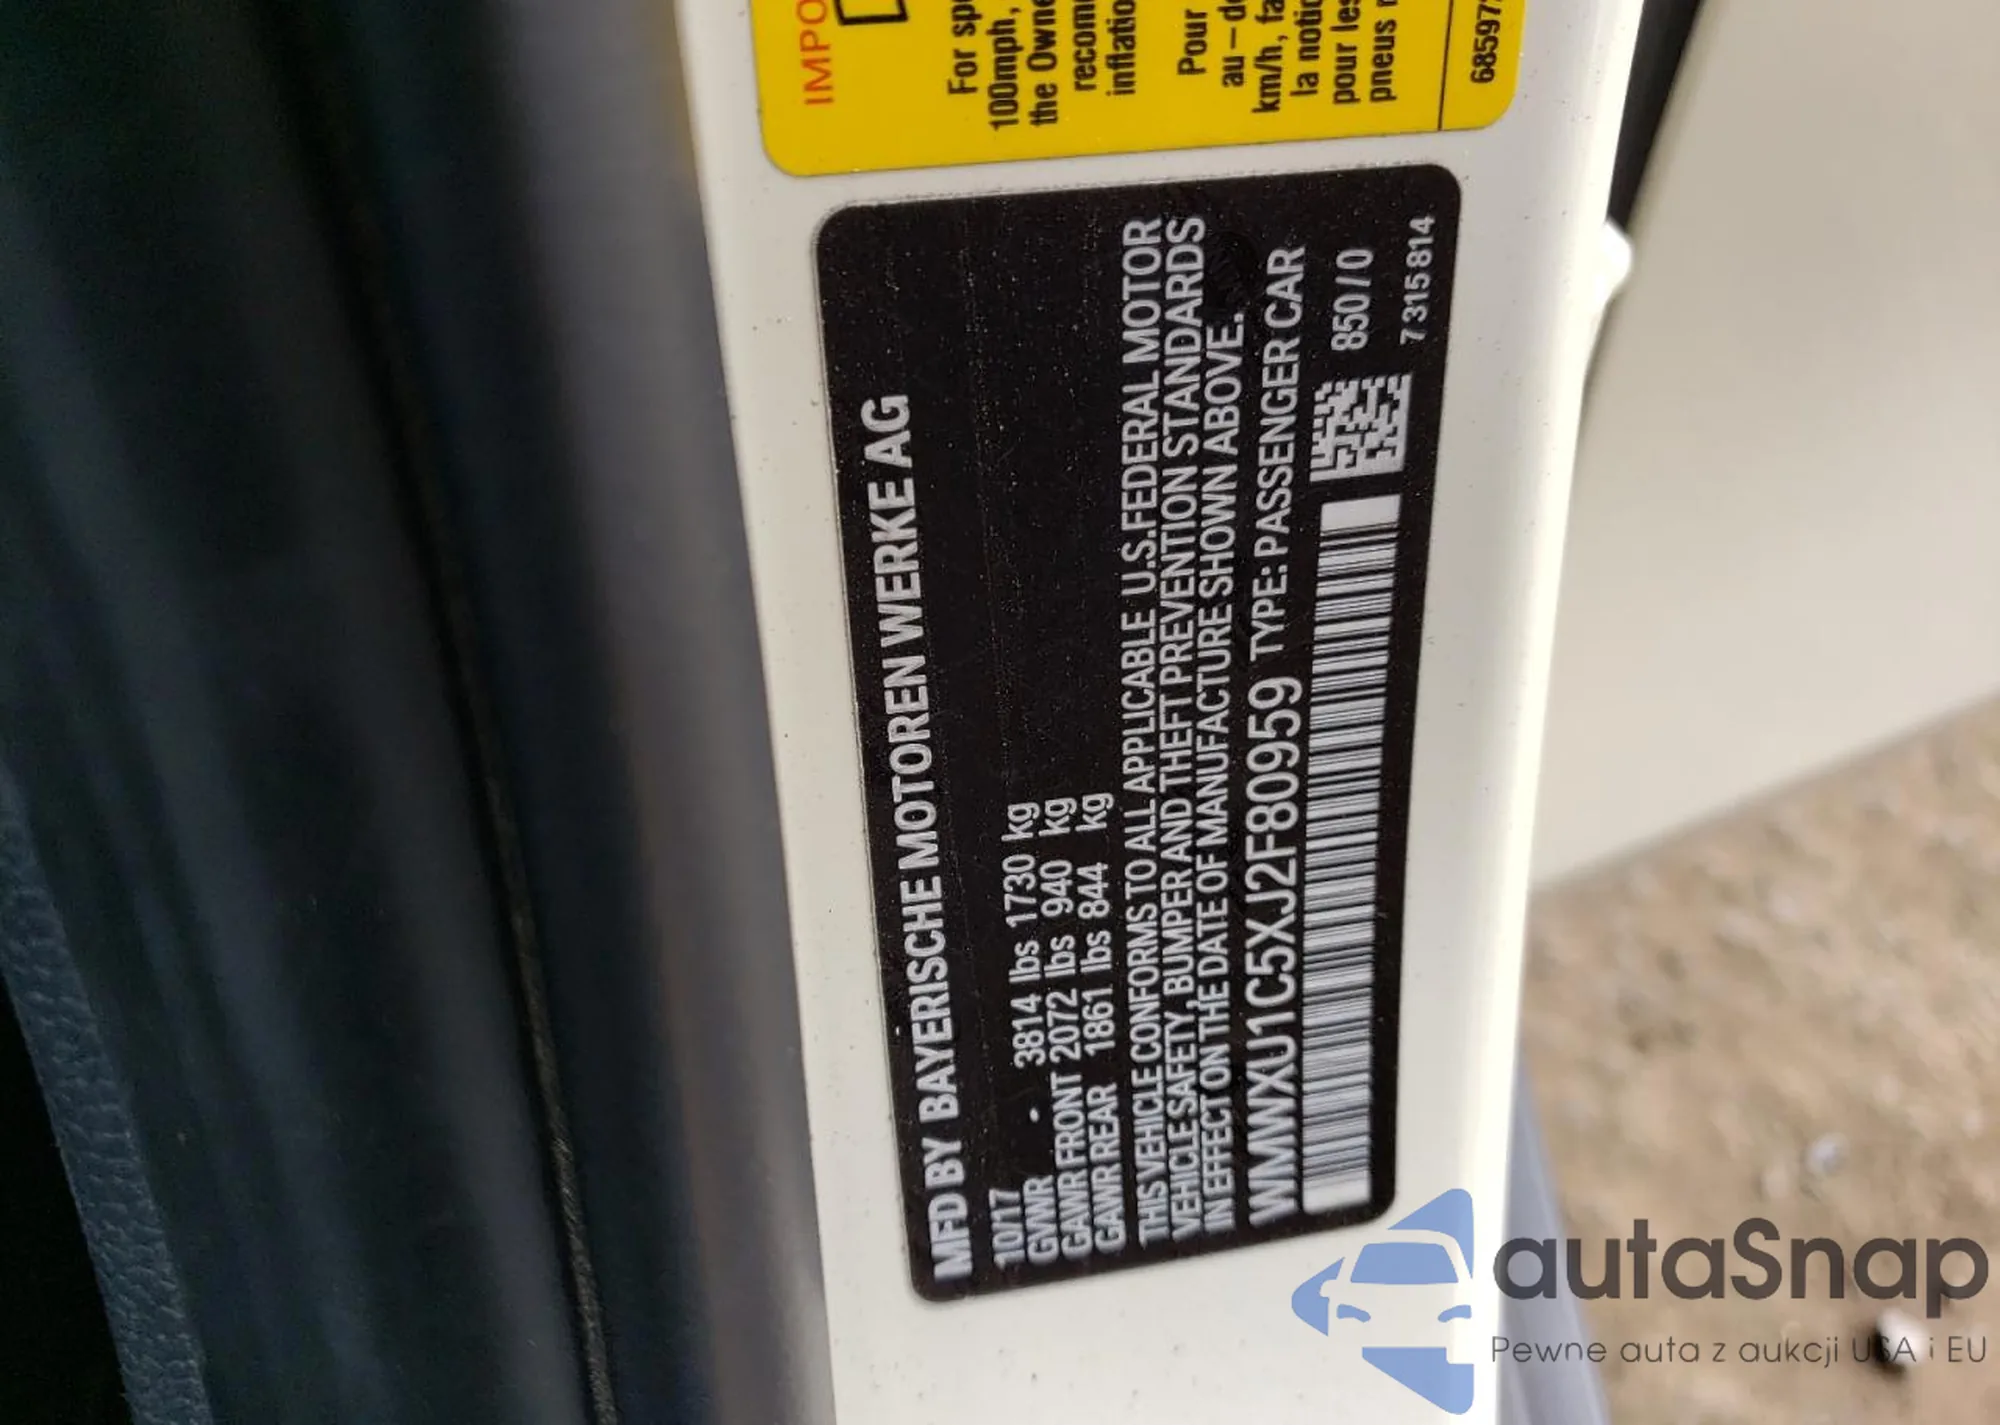 IMPO
For spe
100mph,
the Owne
recom
inflatio
Pour
au-de
km/h, fa
la notic
pour les
pneus
68597
MFD BY BAYERISCHE MOTOREN WERKE AG
10/17
GVWR - 3814 lbs 1730 kg
GAWR FRONT 2072 lbs 940 kg
GAWR REAR 1861 lbs 844 kg
THIS VEHICLE CONFORMS TO ALL APPLICABLE U.S. FEDERAL MOTOR
VEHICLE SAFETY, BUMPER AND THEFT PREVENTION STANDARDS
IN EFFECT ON THE DATE OF MANUFACTURE SHOWN ABOVE.
WMWXU1C5XJ2F80959 TYPE: PASSENGER CAR
850/0
7315814
autaSnap
Pewne auta z aukcji USA i EU